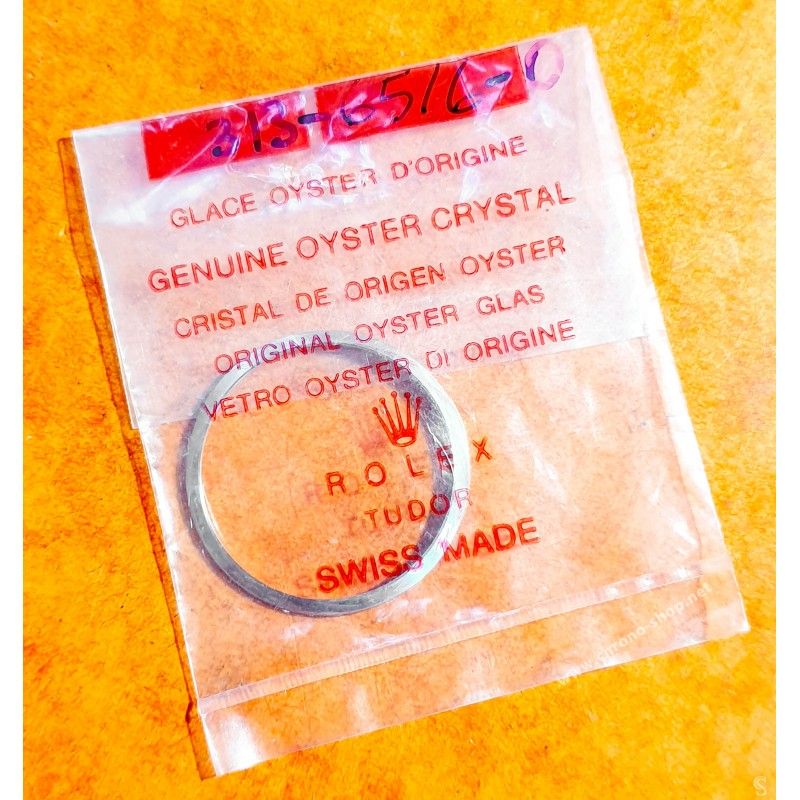 313-6516-0
GLACE OYSTER D'ORIGINE
GENUINE OYSTER CRYSTAL
CRISTAL DE ORIGEN OYSTER
ORIGINAL OYSTER GLAS
VETRO OYSTER DI ORIGINE
ROLEX
TUDOR
SWISS MADE